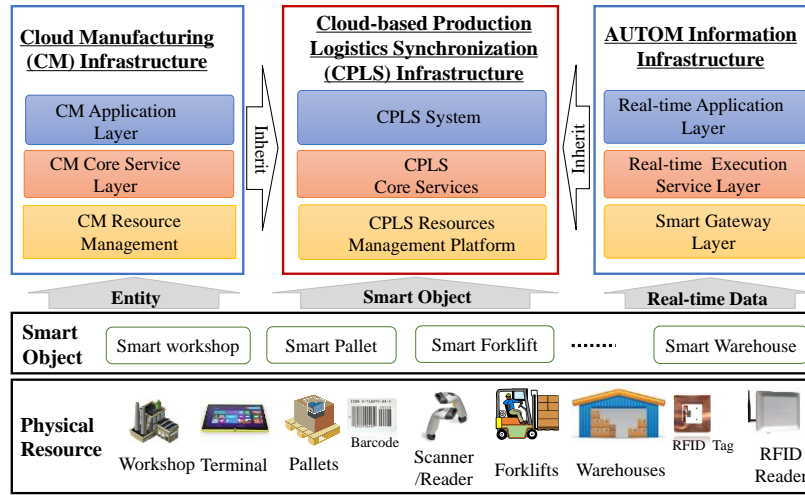 Cloud Manufacturing
(CM) Infrastructure
CM Application
Layer
CM Core Service
Layer
CM Resource
Management
Inherit
Cloud-based Production
Logistics Synchronization
(CPLS) Infrastructure
CPLS System
CPLS
Core Services
CPLS Resources
Management Platform
Inherit
AUTOM Information
Infrastructure
Real-time Application
Layer
Real-time Execution
Service Layer
Smart Gateway
Layer
Entity
Smart Object
Real-time Data
Smart
Object
Smart workshop
Smart Pallet
Smart Forklift
........
Smart Warehouse
Physical
Resource
Workshop
Terminal
Pallets
Barcode
Scanner
/Reader
Forklifts
Warehouses
RFID Tag
RFID
Reader